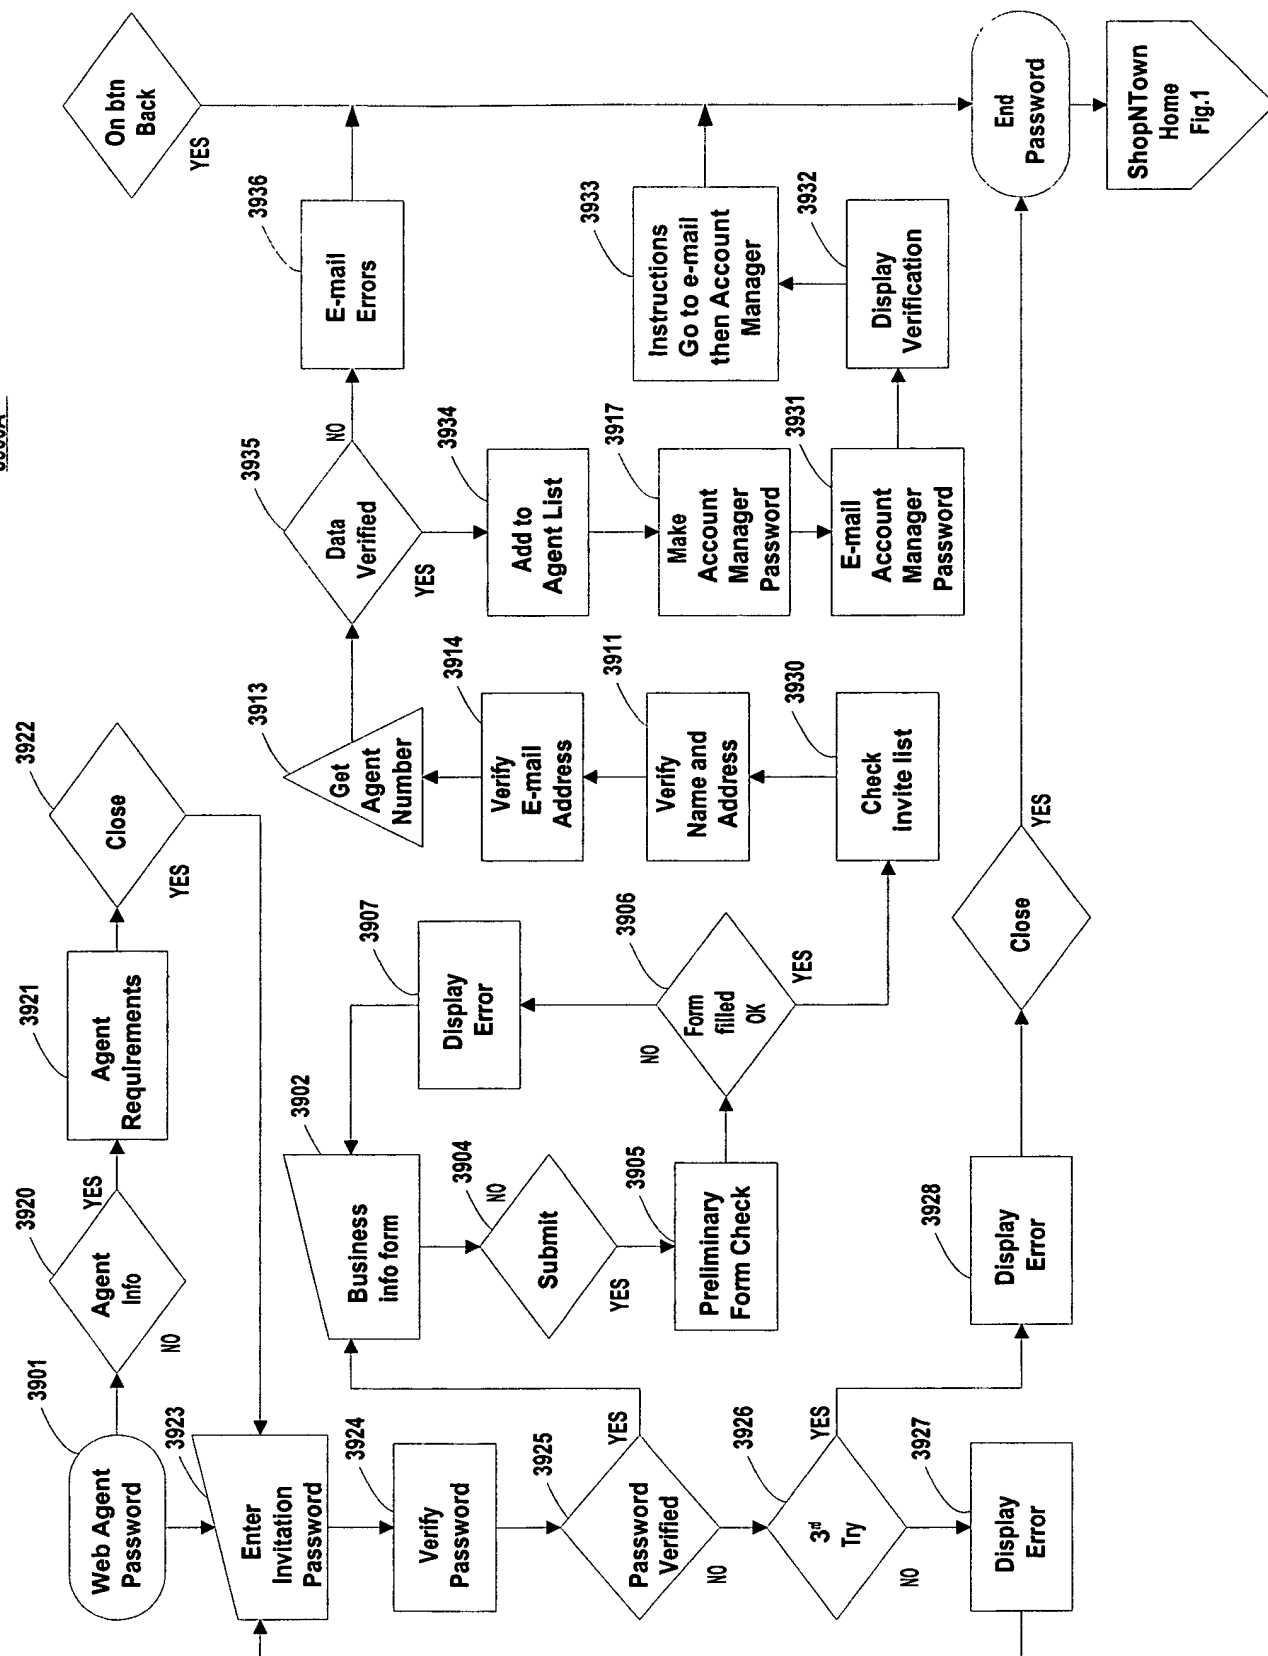 3901
Web Agent
Password
3920
Agent
Info
YES
NO
3921
Agent
Requirements
3922
Close
YES
On btn
Back
YES
3923
Enter
Invitation
Password
3924
Verify
Password
3925
Password
Verified
YES
NO
3926
3rd
Try
YES
NO
3927
Display
Error
3902
Business
info form
3904
Submit
NO
YES
3905
Preliminary
Form Check
3928
Display
Error
3907
Display
Error
3906
Form
filled
OK
NO
YES
Close
YES
3913
Get
Agent
Number
3914
Verify
E-mail
Address
3911
Verify
Name and
Address
3930
Check
invite list
3935
Data
Verified
NO
YES
3934
Add to
Agent List
3917
Make
Account
Manager
Password
3931
E-mail
Account
Manager
Password
3936
E-mail
Errors
3933
Instructions
Go to e-mail
then Account
Manager
3932
Display
Verification
End
Password
ShopNTown
Home
Fig.1